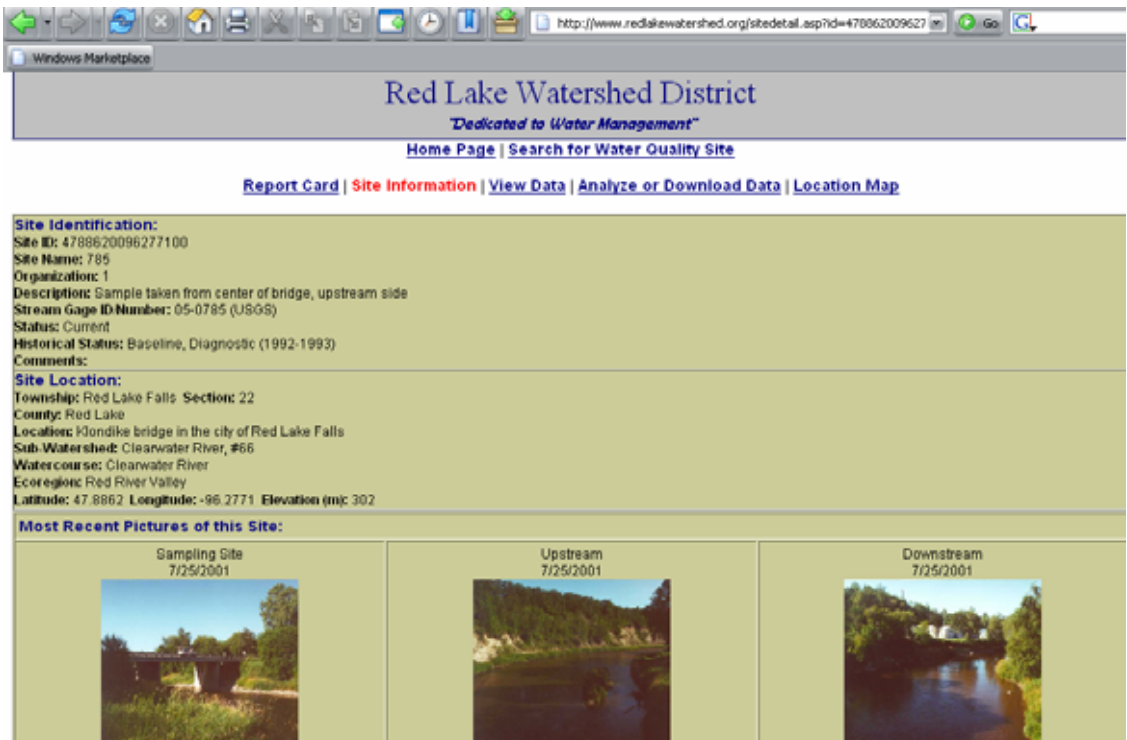 http://www.redlakewatershed.org/sitedetail.asp?id=478862009627
Go
G
Windows Marketplace
Red Lake Watershed District
"Dedicated to Water Management"
Home Page | Search for Water Quality Site
Report Card | Site Information | View Data | Analyze or Download Data | Location Map
Site Identification:
Site ID: 4788620096277100
Site Name: 785
Organization: 1
Description: Sample taken from center of bridge, upstream side
Stream Gage ID Number: 05-0785 (USGS)
Status: Current
Historical Status: Baseline, Diagnostic (1992-1993)
Comments:
Site Location:
Township: Red Lake Falls Section: 22
County: Red Lake
Location: Klondike bridge in the city of Red Lake Falls
Sub-Watershed: Clearwater River, #66
Watercourse: Clearwater River
Ecoregion: Red River Valley
Latitude: 47.8862 Longitude: -96.2771 Elevation (m): 302
Most Recent Pictures of this Site:
Sampling Site
7/25/2001
Upstream
7/25/2001
Downstream
7/25/2001